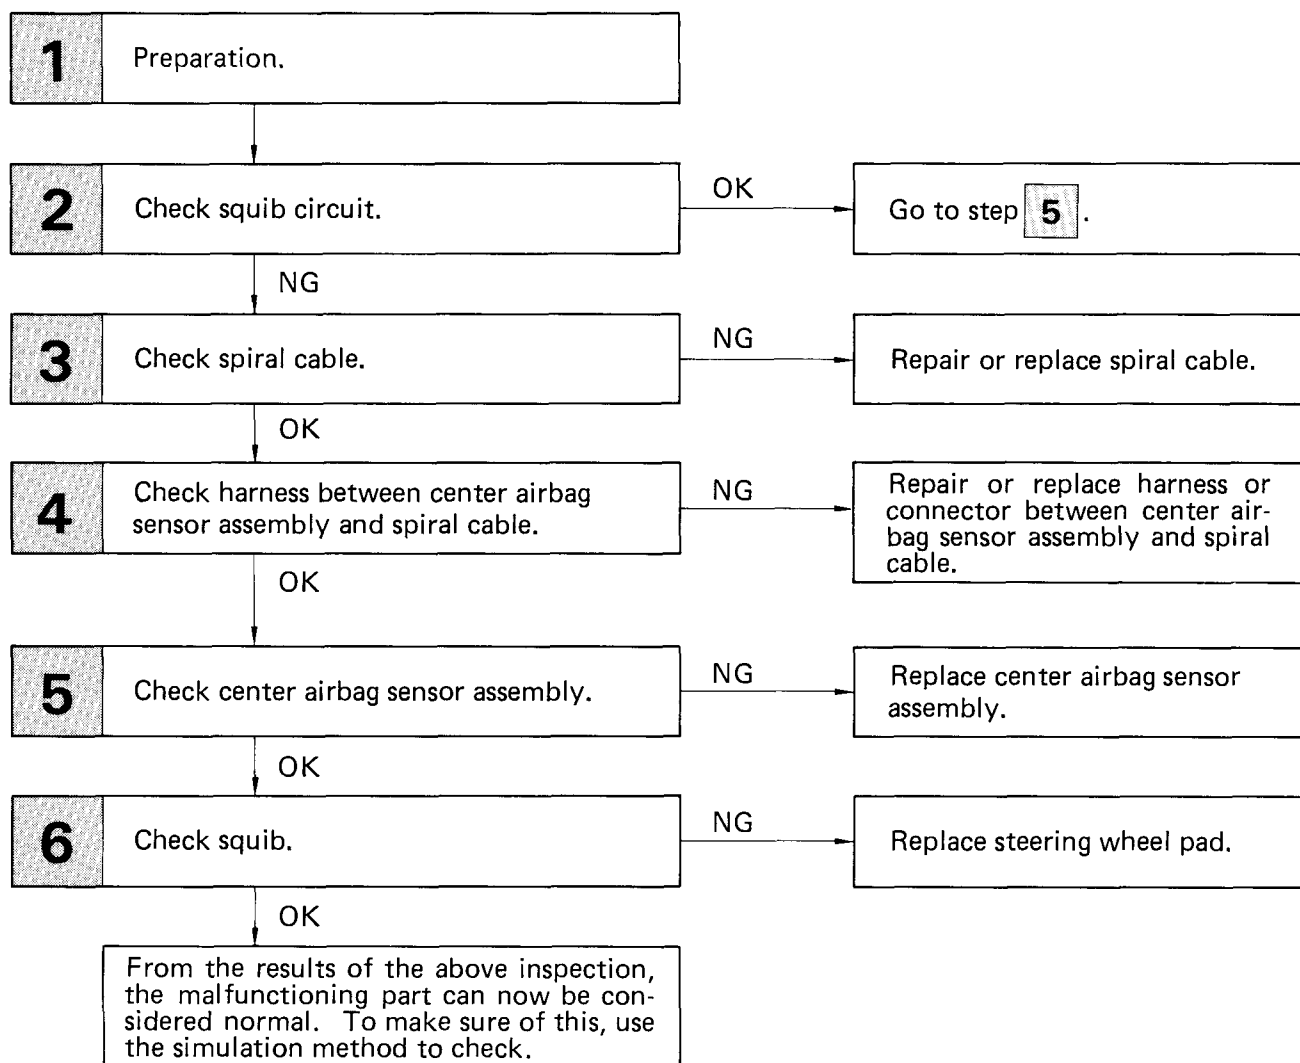 1
Preparation.
2
Check squib circuit.
OK
Go to step 5 .
NG
3
Check spiral cable.
NG
Repair or replace spiral cable.
OK
4
Check harness between center airbag
sensor assembly and spiral cable.
NG
Repair or replace harness or
connector between center air-
bag sensor assembly and spiral
cable.
OK
5
Check center airbag sensor assembly.
NG
Replace center airbag sensor
assembly.
OK
6
Check squib.
NG
Replace steering wheel pad.
OK
From the results of the above inspection,
the malfunctioning part can now be con-
sidered normal. To make sure of this, use
the simulation method to check.